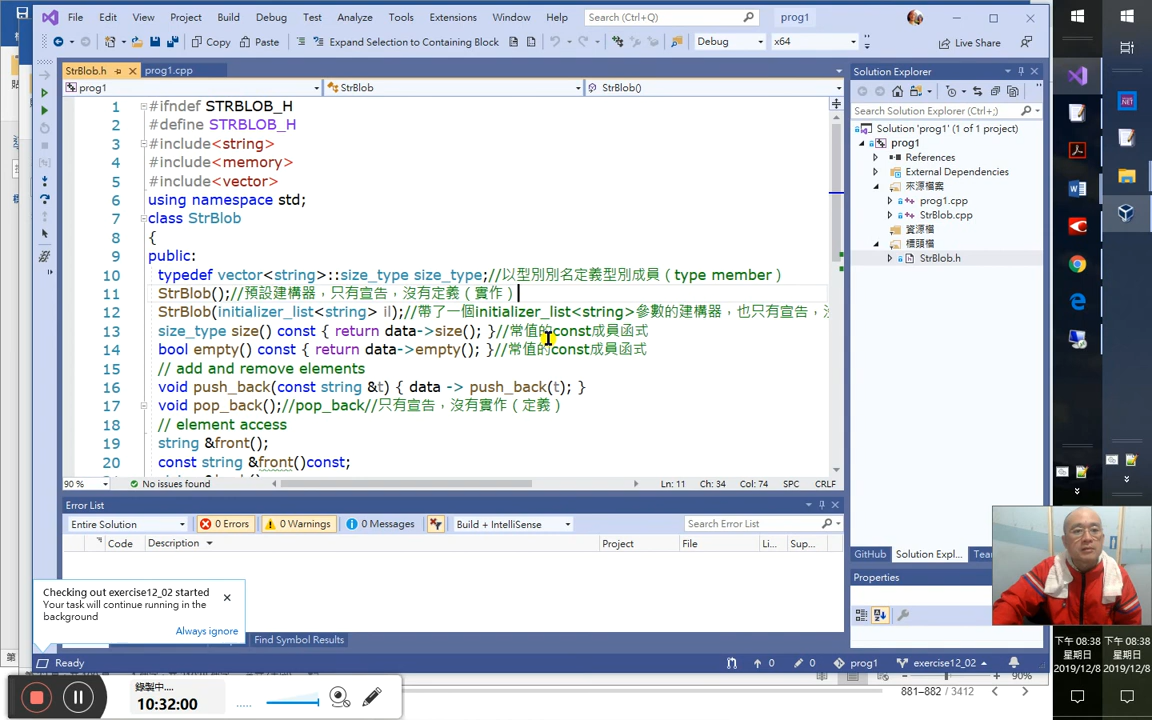 File Edit View Project Build Debug Test Analyze Tools Extensions Window Help Search (Ctrl+Q) prog1
Copy Paste Expand Selection to Containing Block Debug x64 Live Share
StrBlob.h prog1.cpp
prog1 StrBlob StrBlob()
1 #ifndef STRBLOB_H
2 #define STRBLOB_H
3 #include<string>
4 #include<memory>
5 #include<vector>
6 using namespace std;
7 class StrBlob
8 {
9 public:
10 typedef vector<string>::size_type size_type;//以型別別名定義型別成員（type member）
11 StrBlob();//預設建構器，只有宣告，沒有定義（實作）
12 StrBlob(initializer_list<string> il);//帶了一個initializer_list<string>參數的建構器，也只有宣告，
13 size_type size() const { return data->size(); }//常值的const成員函式
14 bool empty() const { return data->empty(); }//常值的const成員函式
15 // add and remove elements
16 void push_back(const string &t) { data -> push_back(t); }
17 void pop_back();//pop_back//只有宣告，沒有實作（定義）
18 // element access
19 string &front();
20 const string &front()const;
90 % No issues found Ln: 11 Ch: 34 Col: 74 SPC CRLF
Solution Explorer
Search Solution Explorer (Ctrl+;)
Solution 'prog1' (1 of 1 project)
prog1
References
External Dependencies
來源檔案
prog1.cpp
StrBlob.cpp
資源檔
標頭檔
StrBlob.h
GitHub Solution Expl... Tea
Properties
Error List
Entire Solution 0 Errors 0 Warnings 0 Messages Build + IntelliSense Search Error List
Code Description Project File Li... Sup...
Checking out exercise12_02 started
Your task will continue running in the
background
Always ignore
Find Symbol Results
Ready 0 0 prog1 exercise12_02
錄製中....
10:32:00
881–882 / 3412
90%
.NET
下午 08:38
星期日
2019/12/8
下午 08:38
星期日
2019/12/8